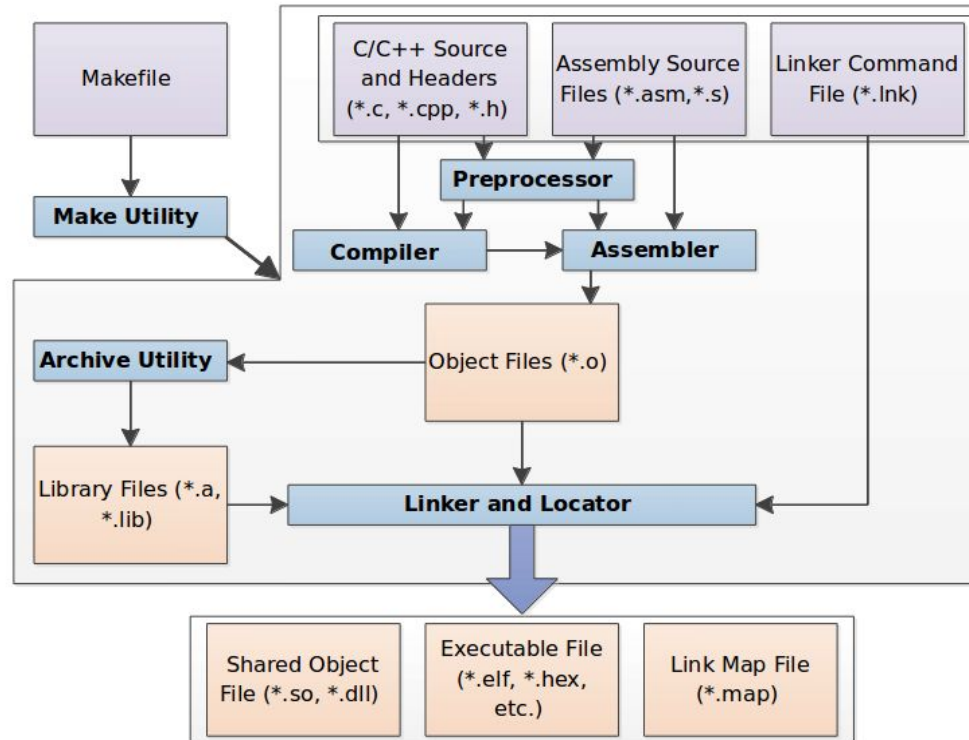 Makefile
C/C++ Source
and Headers
(*.c, *.cpp, *.h)
Assembly Source
Files (*.asm,*.s)
Linker Command
File (*.lnk)
Preprocessor
Make Utility
Compiler
Assembler
Archive Utility
Object Files (*.o)
Library Files (*.a,
*.lib)
Linker and Locator
Shared Object
File (*.so, *.dll)
Executable File
(*.elf, *.hex,
etc.)
Link Map File
(*.map)